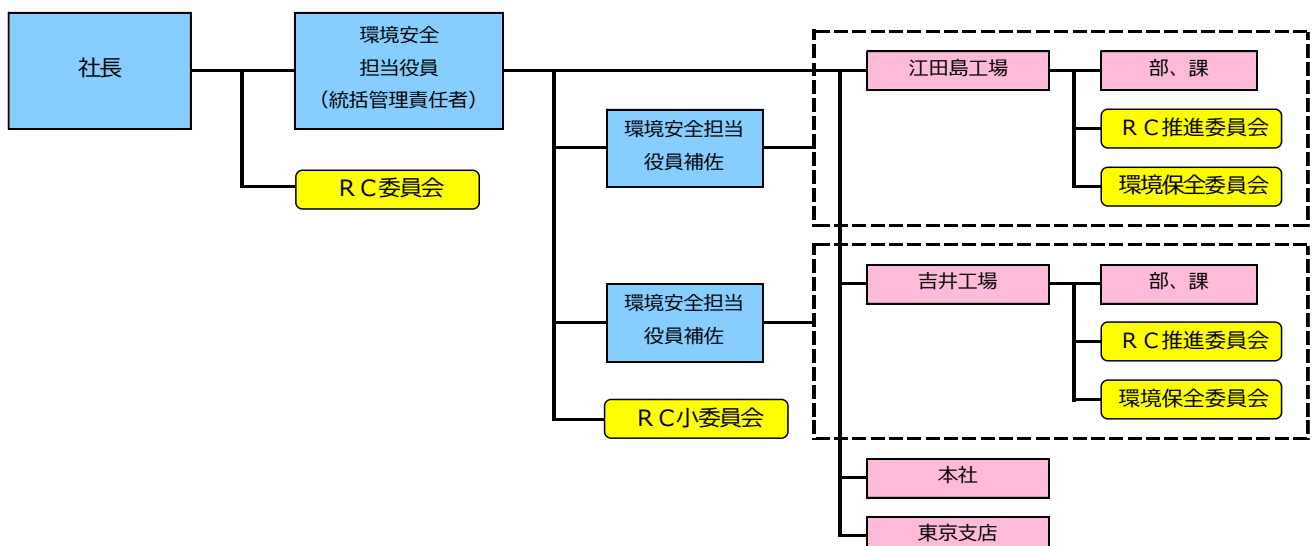 社長
環境安全
担当役員
（統括管理責任者）
ＲＣ委員会
環境安全担当
役員補佐
環境安全担当
役員補佐
ＲＣ小委員会
江田島工場
部、課
ＲＣ推進委員会
環境保全委員会
吉井工場
部、課
ＲＣ推進委員会
環境保全委員会
本社
東京支店